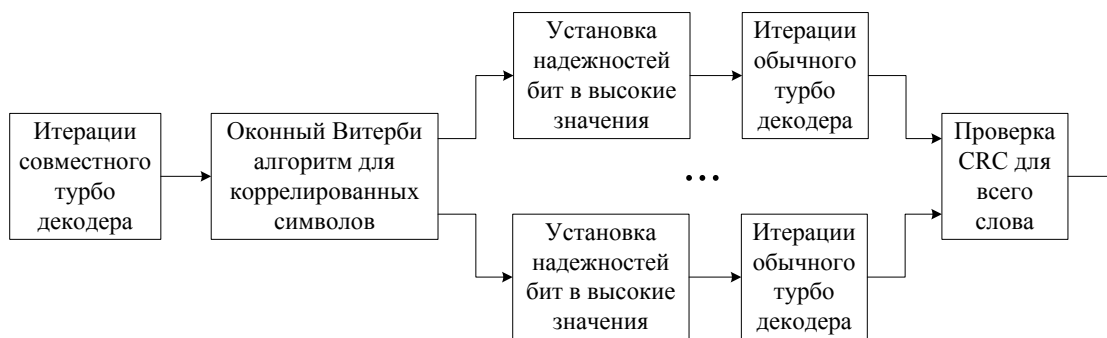 Итерации
совместного
турбо
декодера
Оконный Витерби
алгоритм для
коррелированных
символов
Установка
надежностей
бит в высокие
значения
Итерации
обычного
турбо
декодера
...
Установка
надежностей
бит в высокие
значения
Итерации
обычного
турбо
декодера
Проверка
CRC для
всего
слова